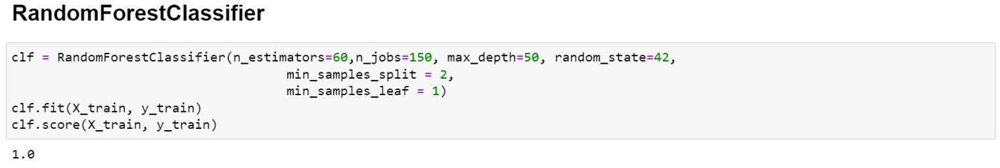 RandomForestClassifier
clf = RandomForestClassifier(n_estimators=60,n_jobs=150, max_depth=50, random_state=42,
min_samples_split = 2,
min_samples_leaf = 1)
clf.fit(X_train, y_train)
clf.score(X_train, y_train)
1.0